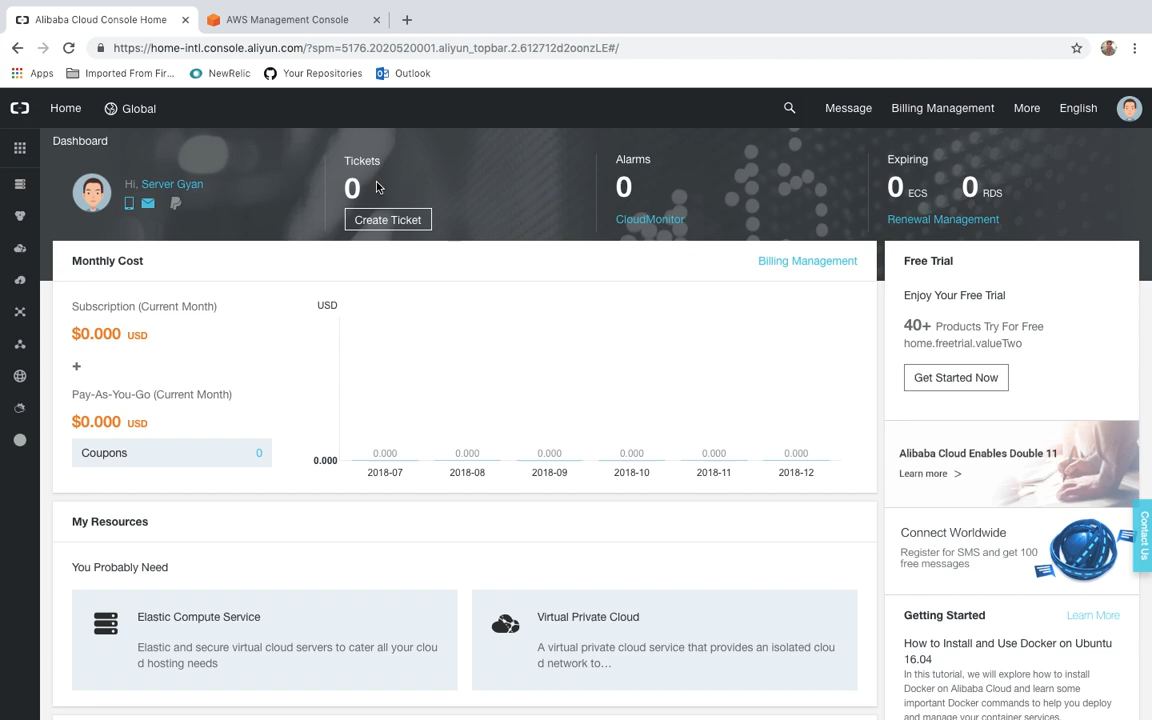 Alibaba Cloud Console Home
AWS Management Console
https://home-intl.console.aliyun.com/?spm=5176.2020520001.aliyun_topbar.2.612712d2oonzLE#/
Apps
Imported From Fir...
NewRelic
Your Repositories
Outlook
Home
Global
Message
Billing Management
More
English
Dashboard
Hi, Server Gyan
Tickets
0
Create Ticket
Alarms
0
CloudMonitor
Expiring
0 ECS 0 RDS
Renewal Management
Monthly Cost
Billing Management
Subscription (Current Month)
$0.000 USD
+
Pay-As-You-Go (Current Month)
$0.000 USD
Coupons 0
USD
0.000
0.000 0.000 0.000 0.000 0.000 0.000
2018-07 2018-08 2018-09 2018-10 2018-11 2018-12
Free Trial
Enjoy Your Free Trial
40+ Products Try For Free
home.freetrial.valueTwo
Get Started Now
Alibaba Cloud Enables Double 11
Learn more >
Connect Worldwide
Register for SMS and get 100
free messages
Contact Us
My Resources
You Probably Need
Elastic Compute Service
Elastic and secure virtual cloud servers to cater all your clou
d hosting needs
Virtual Private Cloud
A virtual private cloud service that provides an isolated clou
d network to...
Getting Started
Learn More
How to Install and Use Docker on Ubuntu
16.04
In this tutorial, we will explore how to install
Docker on Alibaba Cloud and learn some
important Docker commands to help you deploy
and manage your container services.